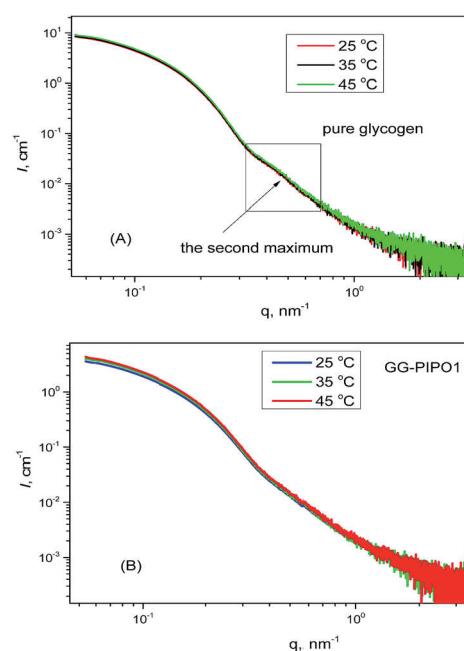 10¹
10⁰
10⁻¹
10⁻²
10⁻³
I, cm⁻¹
25 °C
35 °C
45 °C
pure glycogen
(A)
the second maximum
10⁻¹
10⁰
q, nm⁻¹
10⁰
10⁻¹
10⁻²
10⁻³
I, cm⁻¹
25 °C
35 °C
45 °C
GG-PIPO1
(B)
10⁻¹
10⁰
q, nm⁻¹